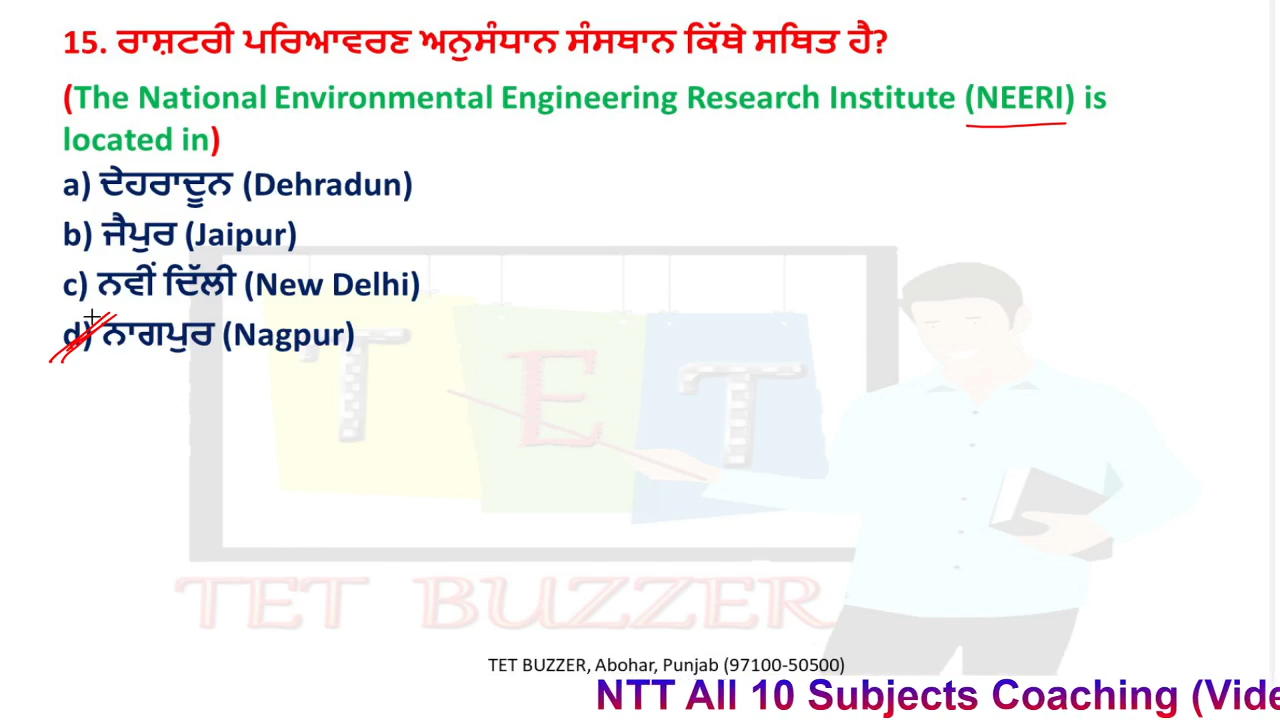 15. ਰਾਸ਼ਟਰੀ ਪਰਿਆਵਰਣ ਅਨੁਸੰਧਾਨ ਸੰਸਥਾਨ ਕਿੱਥੇ ਸਥਿਤ ਹੈ?
(The National Environmental Engineering Research Institute (NEERI) is
located in)
a) ਦੇਹਰਾਦੂਨ (Dehradun)
b) ਜੈਪੁਰ (Jaipur)
c) ਨਵੀਂ ਦਿੱਲੀ (New Delhi)
d) ਨਾਗਪੁਰ (Nagpur)
T E T
TET BUZZER
TET BUZZER, Abohar, Punjab (97100-50500)
NTT All 10 Subjects Coaching (Vide